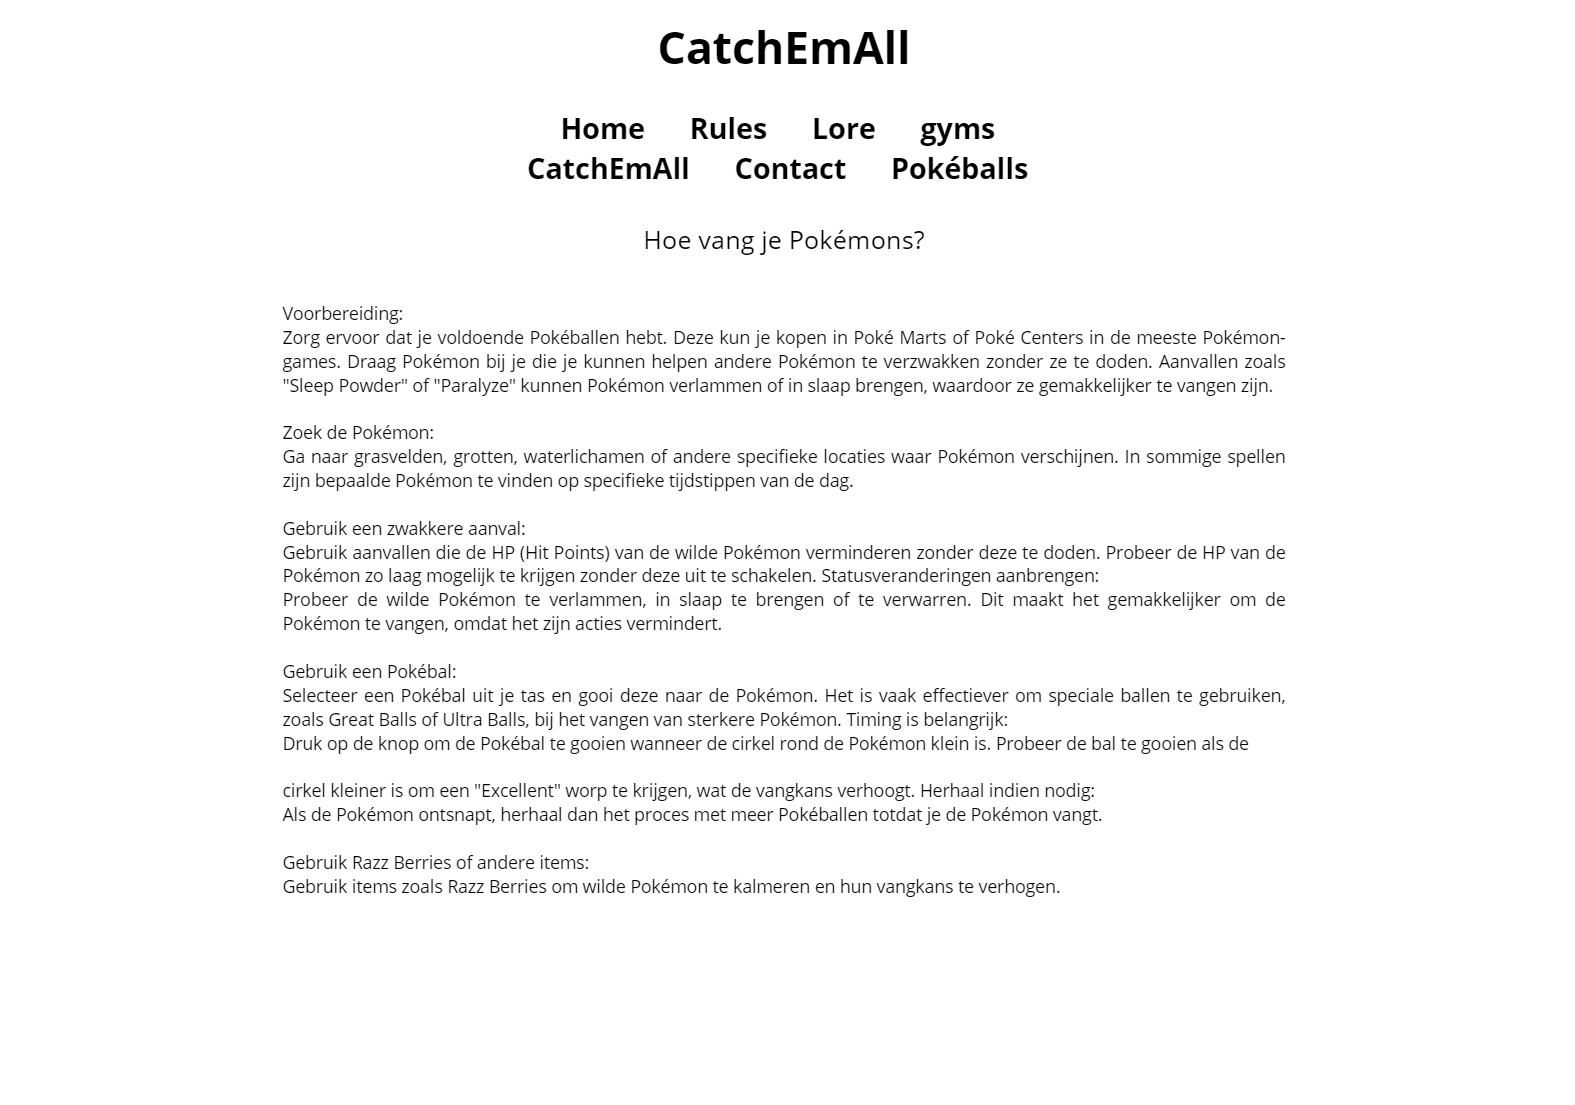 CatchEmAll
Home Rules Lore gyms
CatchEmAll Contact Pokéballs
Hoe vang je Pokémons?
Voorbereiding:
Zorg ervoor dat je voldoende Pokéballen hebt. Deze kun je kopen in Poké Marts of Poké Centers in de meeste Pokémon-
games. Draag Pokémon bij je die je kunnen helpen andere Pokémon te verzwakken zonder ze te doden. Aanvallen zoals
"Sleep Powder" of "Paralyze" kunnen Pokémon verlammen of in slaap brengen, waardoor ze gemakkelijker te vangen zijn.
Zoek de Pokémon:
Ga naar grasvelden, grotten, waterlichamen of andere specifieke locaties waar Pokémon verschijnen. In sommige spellen
zijn bepaalde Pokémon te vinden op specifieke tijdstippen van de dag.
Gebruik een zwakkere aanval:
Gebruik aanvallen die de HP (Hit Points) van de wilde Pokémon verminderen zonder deze te doden. Probeer de HP van de
Pokémon zo laag mogelijk te krijgen zonder deze uit te schakelen. Statusveranderingen aanbrengen:
Probeer de wilde Pokémon te verlammen, in slaap te brengen of te verwarren. Dit maakt het gemakkelijker om de
Pokémon te vangen, omdat het zijn acties vermindert.
Gebruik een Pokébal:
Selecteer een Pokébal uit je tas en gooi deze naar de Pokémon. Het is vaak effectiever om speciale ballen te gebruiken,
zoals Great Balls of Ultra Balls, bij het vangen van sterkere Pokémon. Timing is belangrijk:
Druk op de knop om de Pokébal te gooien wanneer de cirkel rond de Pokémon klein is. Probeer de bal te gooien als de
cirkel kleiner is om een "Excellent" worp te krijgen, wat de vangkans verhoogt. Herhaal indien nodig:
Als de Pokémon ontsnapt, herhaal dan het proces met meer Pokéballen totdat je de Pokémon vangt.
Gebruik Razz Berries of andere items:
Gebruik items zoals Razz Berries om wilde Pokémon te kalmeren en hun vangkans te verhogen.